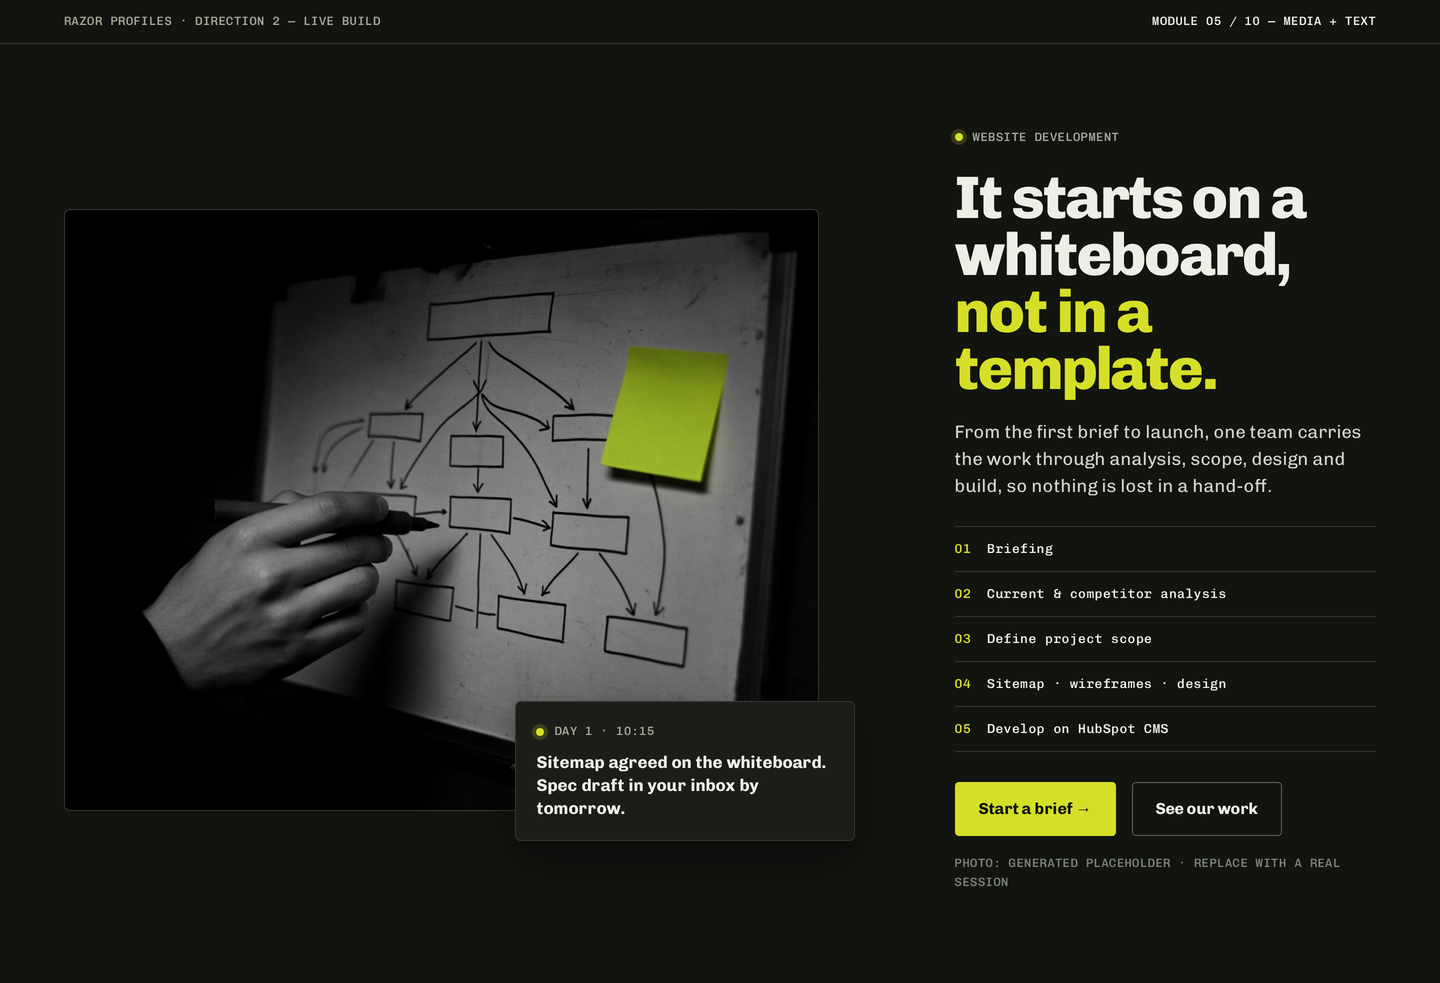 RAZOR PROFILES · DIRECTION 2 — LIVE BUILD
MODULE 05 / 10 — MEDIA + TEXT
WEBSITE DEVELOPMENT
It starts on a
whiteboard,
not in a
template.
From the first brief to launch, one team carries
the work through analysis, scope, design and
build, so nothing is lost in a hand-off.
01 Briefing
02 Current & competitor analysis
03 Define project scope
04 Sitemap · wireframes · design
05 Develop on HubSpot CMS
Start a brief →
See our work
PHOTO: GENERATED PLACEHOLDER · REPLACE WITH A REAL
SESSION
DAY 1 · 10:15
Sitemap agreed on the whiteboard.
Spec draft in your inbox by
tomorrow.